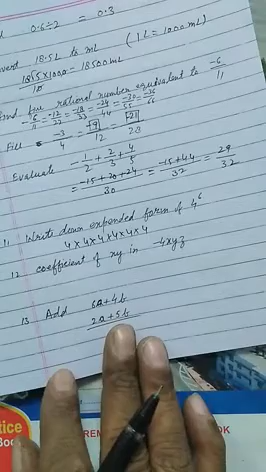 0.6÷2 = 0.3
18.5L to mL (1L = 1000 mL)
185×1000 = 18500mL
10
five rational number equivalent to -6/11
-6/11 = -12/22 = -18/33 = -24/44 = -30/55 = -36/66
Fill -3/4 = -9/12 = -21/28
Evaluate -1/2 + 2/3 + 4/5
= -15+20+24/30 = -15+44/32 = 29/32
11 Write down expended form of 4^6
4×4×4×4×4×4
12 coefficient of xy in -4xyz
13 Add 6a+4b
2a+5b